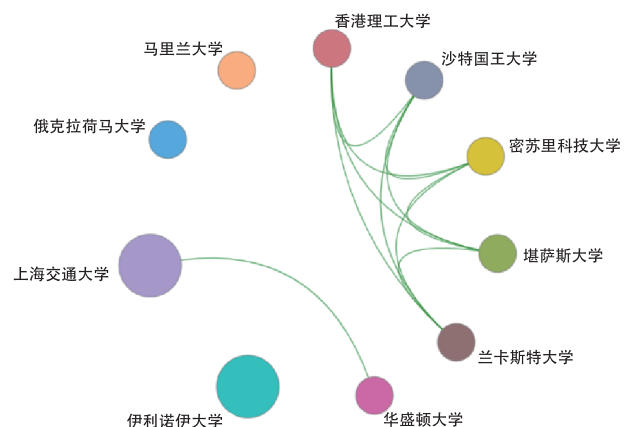 香港理工大学
马里兰大学
沙特国王大学
俄克拉荷马大学
密苏里科技大学
堪萨斯大学
上海交通大学
兰卡斯特大学
伊利诺伊大学
华盛顿大学